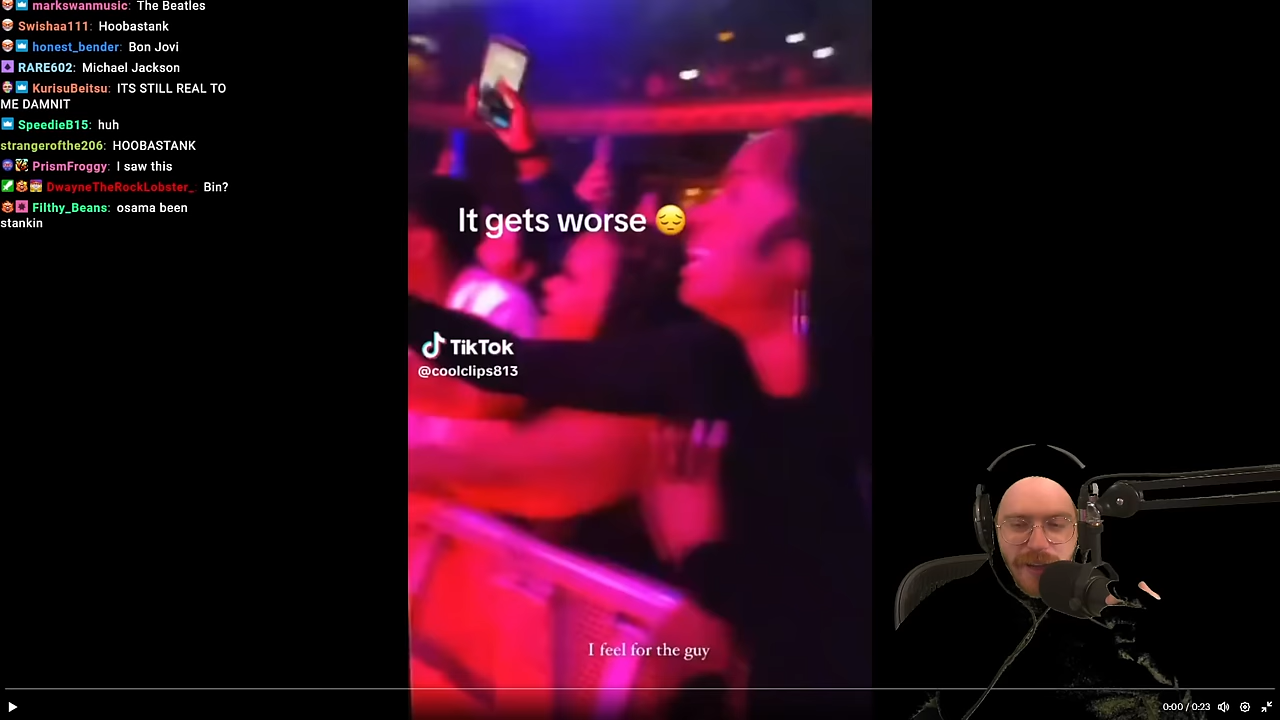 markswanmusic: The Beatles
Swishaa111: Hoobastank
honest_bender: Bon Jovi
RARE602: Michael Jackson
KurisuBeitsu: ITS STILL REAL TO
ME DAMNIT
SpeedieB15: huh
strangerofthe206: HOOBASTANK
PrismFroggy: I saw this
DwayneTheRockLobster_: Bin?
Filthy_Beans: osama been
stankin
It gets worse 😔
TikTok
@coolclips813
I feel for the guy
0:00 / 0:23